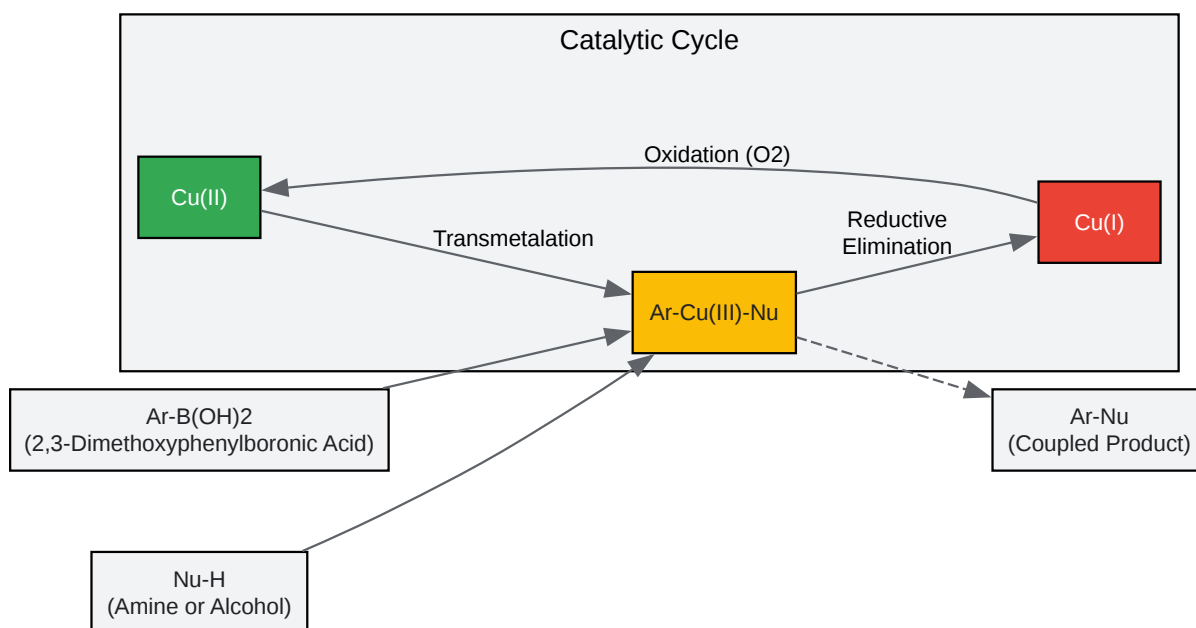 Catalytic Cycle
Oxidation (O2)
Cu(II)
Transmetalation
Reductive
Elimination
Cu(I)
Ar-Cu(III)-Nu
Ar-B(OH)2
(2,3-Dimethoxyphenylboronic Acid)
Ar-Nu
(Coupled Product)
Nu-H
(Amine or Alcohol)